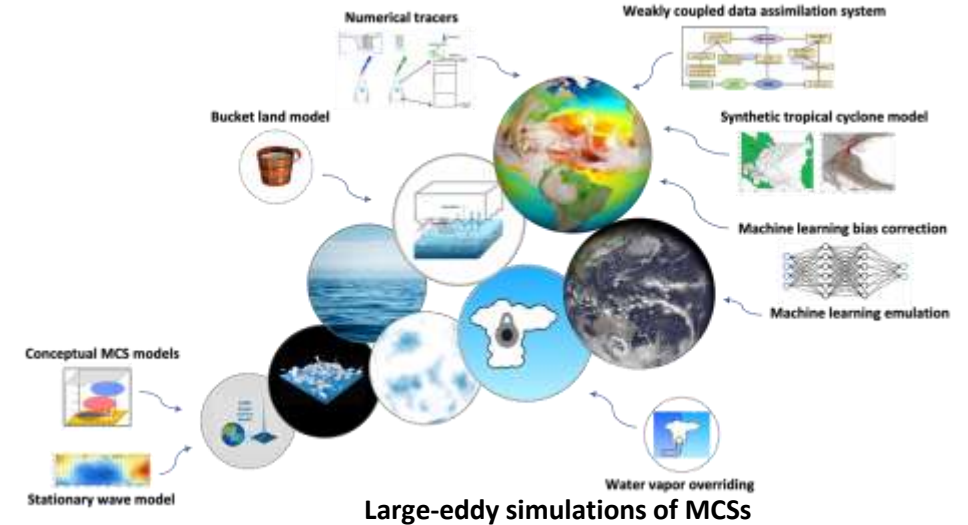 Numerical tracers
Weakly coupled data assimilation system
Bucket land model
Synthetic tropical cyclone model
Machine learning bias correction
Machine learning emulation
Conceptual MCS models
Stationary wave model
Water vapor overriding
Large-eddy simulations of MCSs